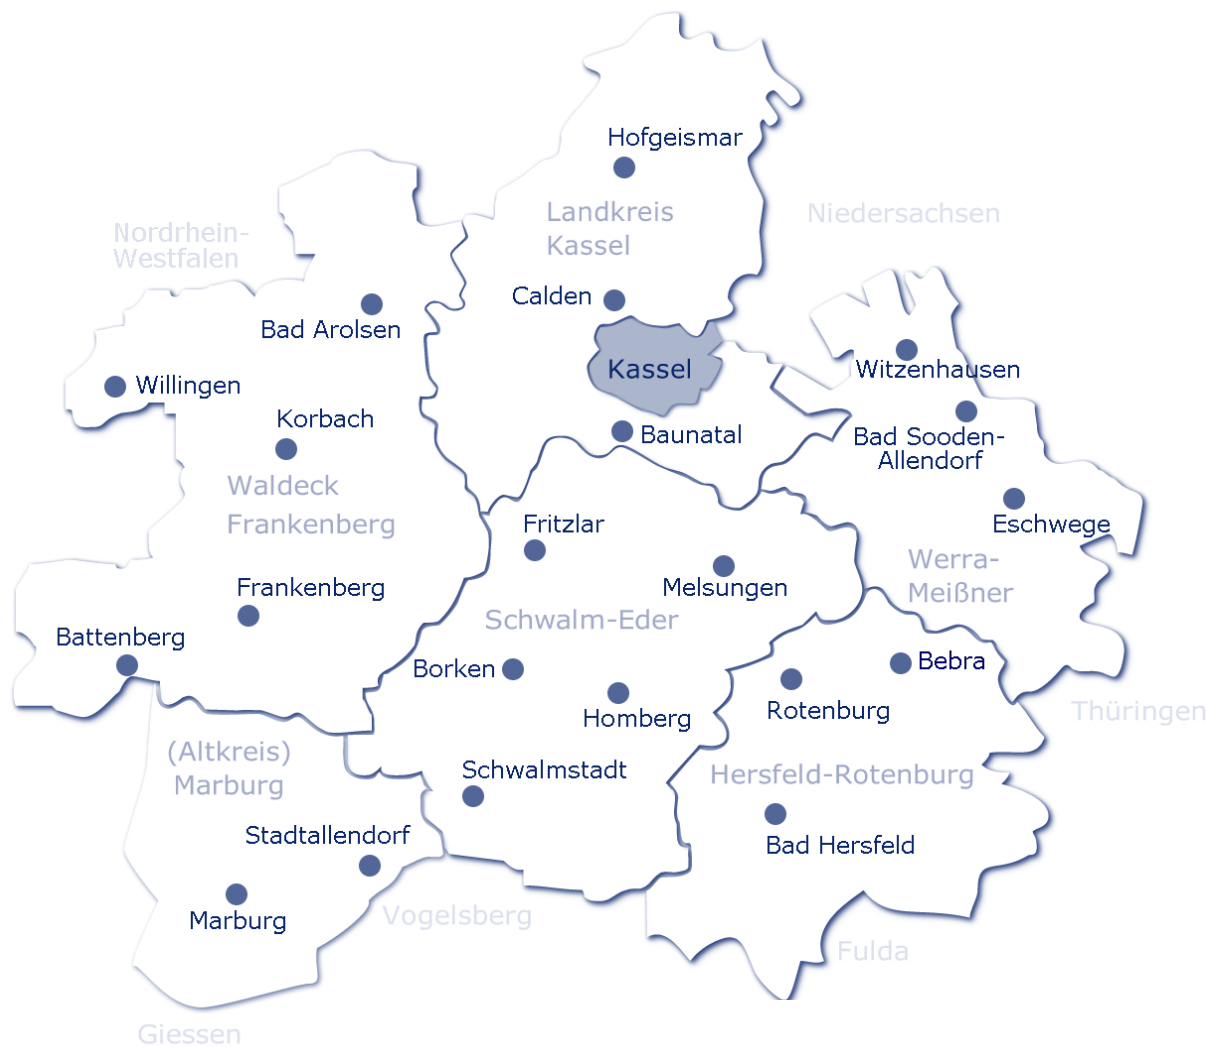 Hofgeismar
Landkreis
Kassel
Niedersachsen
Nordrhein-
Westfalen
Calden
Bad Arolsen
Kassel
Witzenhausen
Willingen
Korbach
Baunatal
Bad Sooden-
Allendorf
Waldeck
Frankenberg
Fritzlar
Eschwege
Werra-
Meißner
Frankenberg
Melsungen
Schwalm-Eder
Battenberg
Borken
Bebra
Homberg
Rotenburg
Thüringen
(Altkreis)
Marburg
Schwalmstadt
Hersfeld-Rotenburg
Stadtallendorf
Bad Hersfeld
Marburg
Vogelsberg
Fulda
Giessen